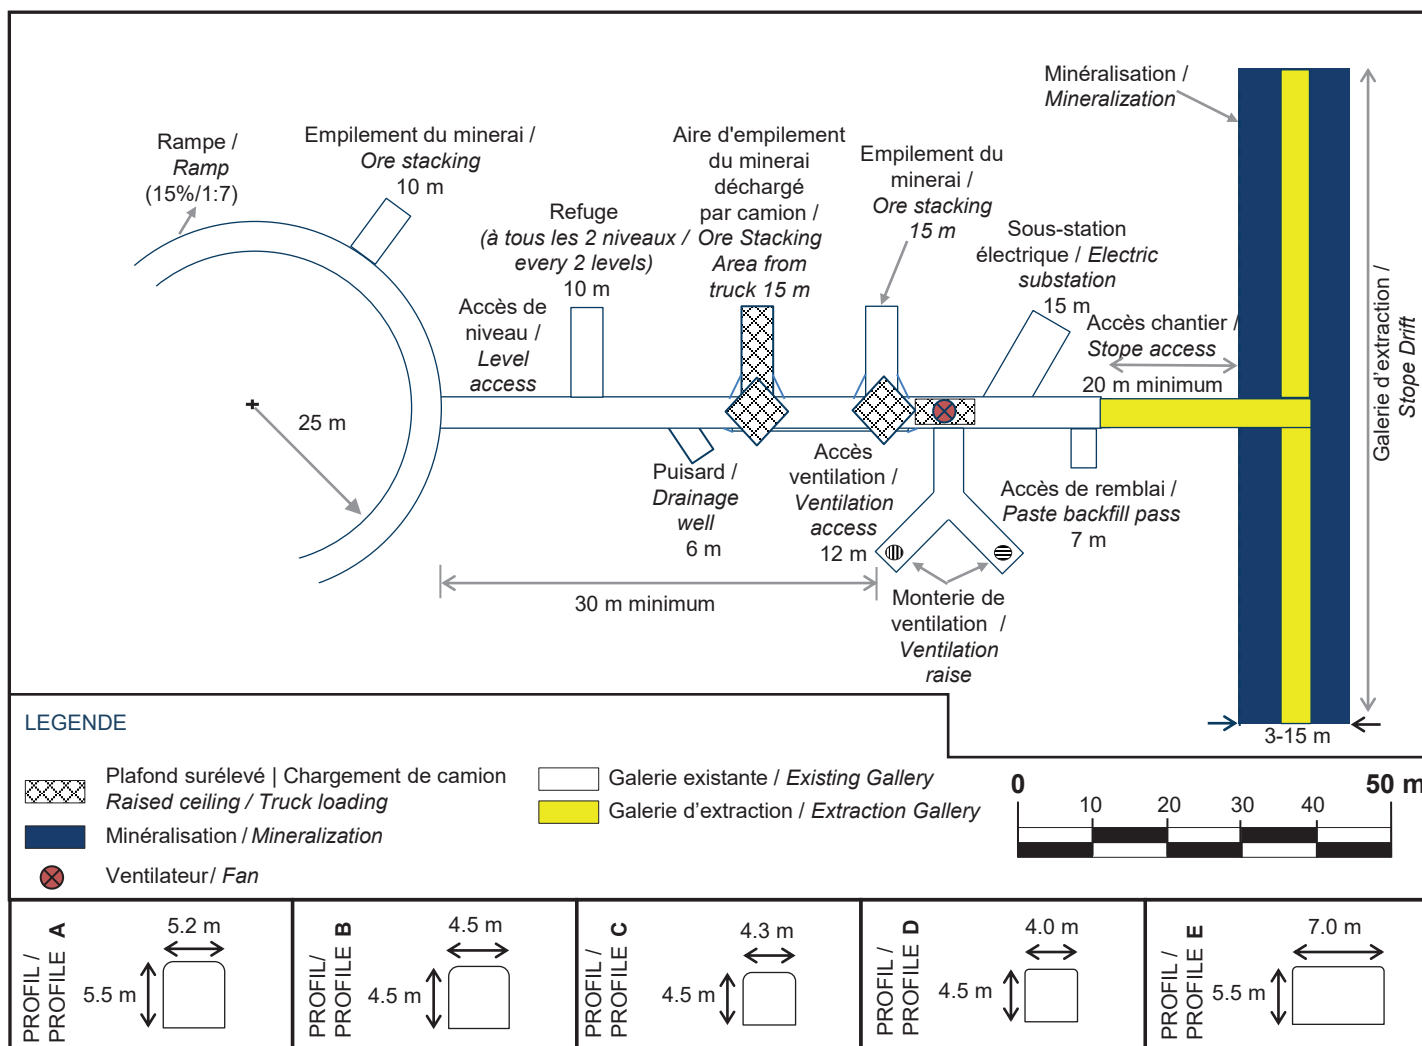 Rampe /
Ramp
(15%/1:7)
Empilement du minerai /
Ore stacking
10 m
Refuge
(à tous les 2 niveaux /
every 2 levels)
10 m
Accès de
niveau /
Level
access
Aire d'empilement
du minerai
déchargé
par camion /
Ore Stacking
Area from
truck 15 m
Empilement du
minerai /
Ore stacking
15 m
Sous-station
électrique / Electric
substation
15 m
Minéralisation /
Mineralization
Accès chantier /
Stope access
20 m minimum
Galerie d'extraction /
Stope Drift
25 m
Puisard /
Drainage
well
6 m
Accès
ventilation /
Ventilation
access
12 m
Accès de remblai /
Paste backfill pass
7 m
30 m minimum
Monterie de
ventilation /
Ventilation
raise
3-15 m
LEGENDE
Plafond surélevé | Chargement de camion
Raised ceiling / Truck loading
Minéralisation / Mineralization
Ventilateur / Fan
Galerie existante / Existing Gallery
Galerie d'extraction / Extraction Gallery
0 10 20 30 40 50 m
PROFIL /
PROFILE A
5.2 m
5.5 m
PROFIL/
PROFILE B
4.5 m
4.5 m
PROFIL /
PROFILE C
4.3 m
4.5 m
PROFIL /
PROFILE D
4.0 m
4.5 m
PROFIL /
PROFILE E
7.0 m
5.5 m